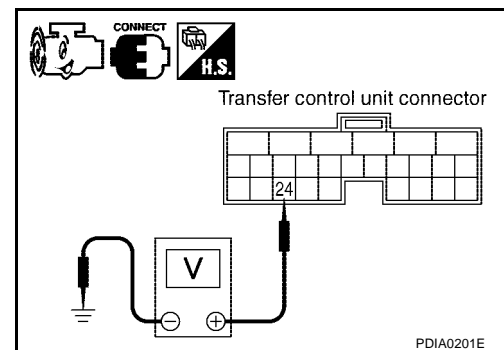 CONNECT
H.S.
Transfer control unit connector
24
V
PDIA0201E